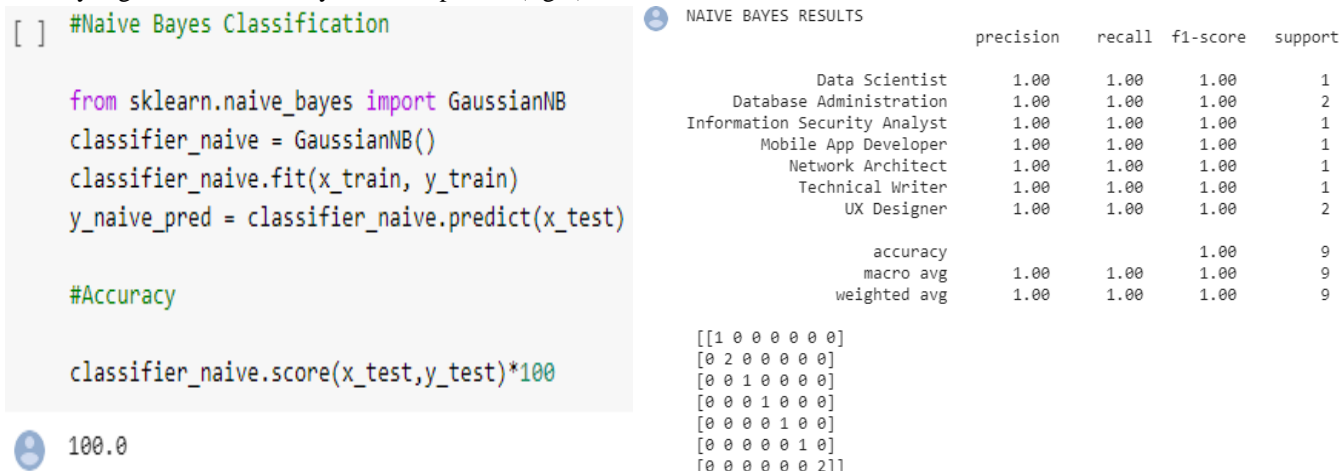 [ ] #Naive Bayes Classification
from sklearn.naive_bayes import GaussianNB
classifier_naive = GaussianNB()
classifier_naive.fit(x_train, y_train)
y_naive_pred = classifier_naive.predict(x_test)
#Accuracy
classifier_naive.score(x_test,y_test)*100
100.0
NAIVE BAYES RESULTS
precision recall f1-score support
Data Scientist 1.00 1.00 1.00 1
Database Administration 1.00 1.00 1.00 2
Information Security Analyst 1.00 1.00 1.00 1
Mobile App Developer 1.00 1.00 1.00 1
Network Architect 1.00 1.00 1.00 1
Technical Writer 1.00 1.00 1.00 1
UX Designer 1.00 1.00 1.00 2
accuracy 1.00 9
macro avg 1.00 1.00 1.00 9
weighted avg 1.00 1.00 1.00 9
[[1 0 0 0 0 0 0]
[0 2 0 0 0 0 0]
[0 0 1 0 0 0 0]
[0 0 0 1 0 0 0]
[0 0 0 0 1 0 0]
[0 0 0 0 0 1 0]
[0 0 0 0 0 0 2]]